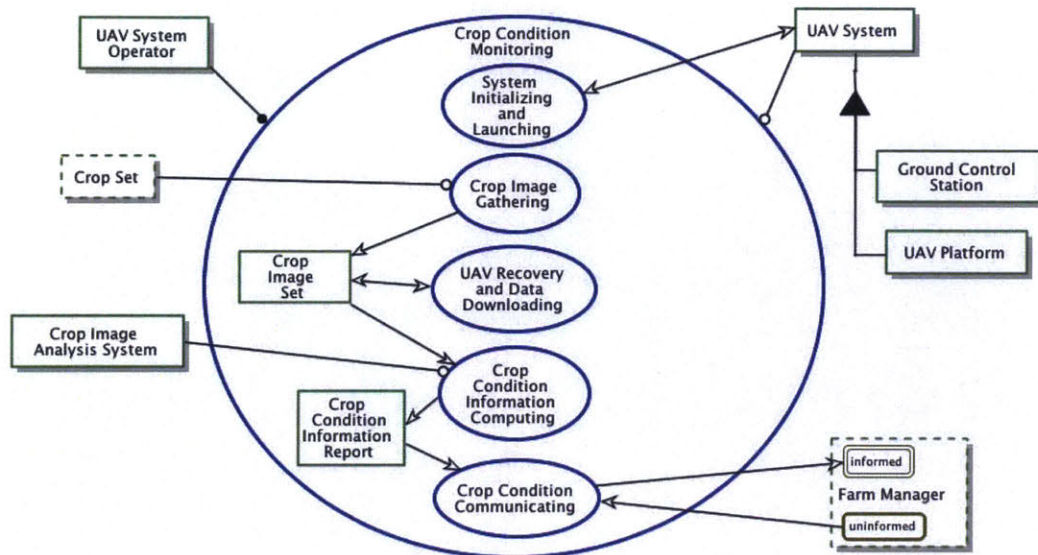 UAV System
Operator
Crop Condition
Monitoring
UAV System
System
Initializing
and
Launching
Crop Set
Crop Image
Gathering
Ground Control
Station
UAV Platform
Crop
Image
Set
UAV Recovery
and Data
Downloading
Crop Image
Analysis System
Crop
Condition
Information
Computing
Crop
Condition
Information
Report
Crop Condition
Communicating
informed
Farm Manager
uninformed